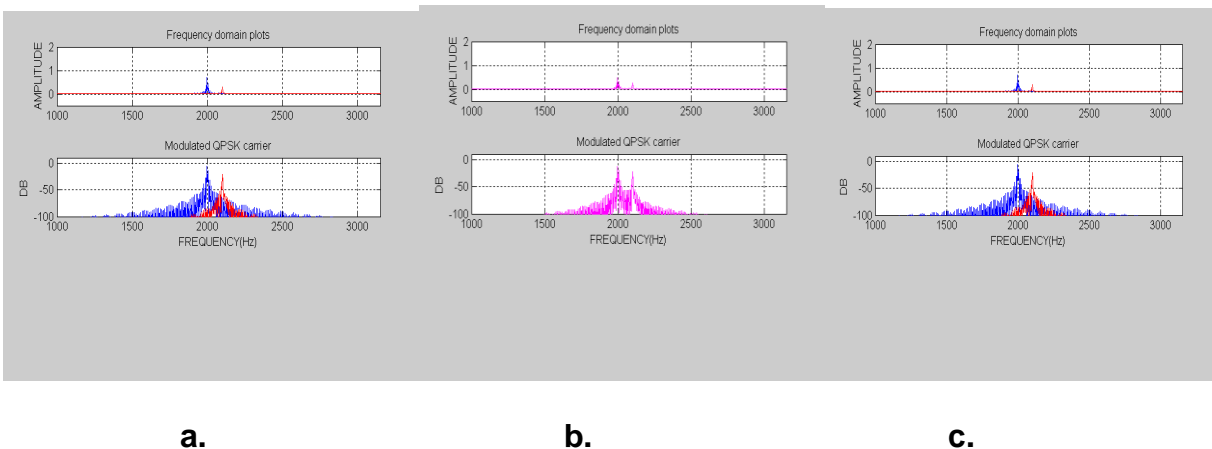 Frequency domain plots
AMPLITUDE
2
1
0
1000 1500 2000 2500 3000
Modulated QPSK carrier
DB
0
-50
-100
1000 1500 2000 2500 3000
FREQUENCY(Hz)
Frequency domain plots
AMPLITUDE
2
1
0
1000 1500 2000 2500 3000
Modulated QPSK carrier
DB
0
-50
-100
1000 1500 2000 2500 3000
FREQUENCY(Hz)
Frequency domain plots
AMPLITUDE
2
1
0
1000 1500 2000 2500 3000
Modulated QPSK carrier
DB
0
-50
-100
1000 1500 2000 2500 3000
FREQUENCY(Hz)
a. b. c.